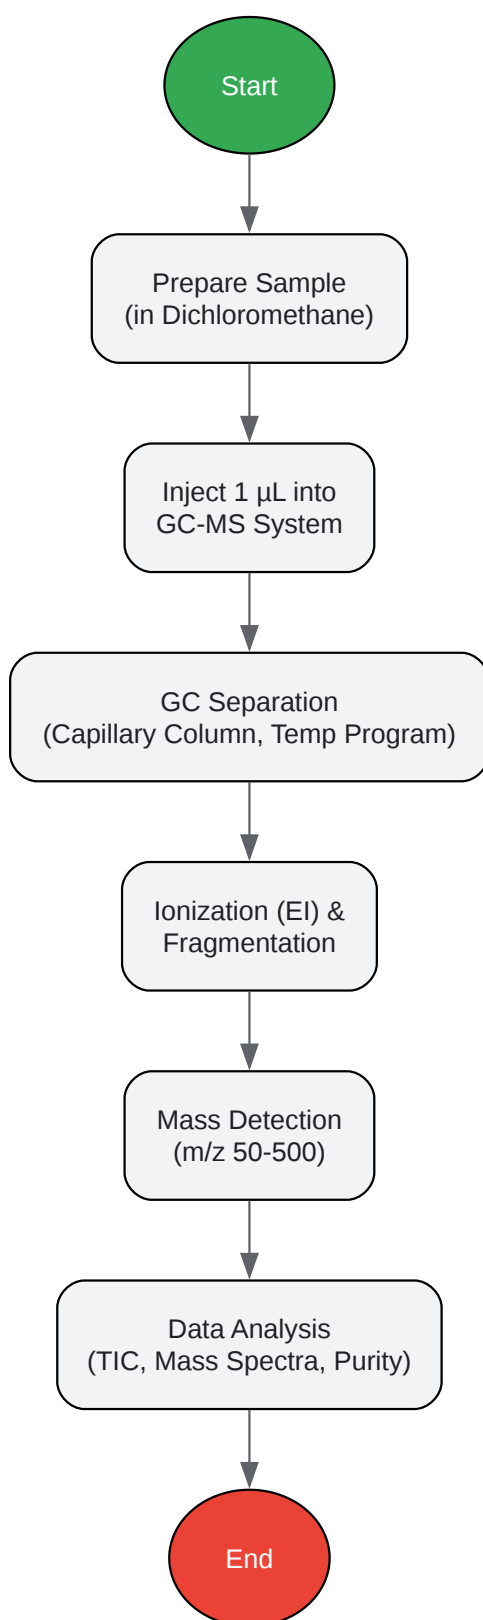 Start
Prepare Sample
(in Dichloromethane)
Inject 1 µL into
GC-MS System
GC Separation
(Capillary Column, Temp Program)
Ionization (EI) &
Fragmentation
Mass Detection
(m/z 50-500)
Data Analysis
(TIC, Mass Spectra, Purity)
End